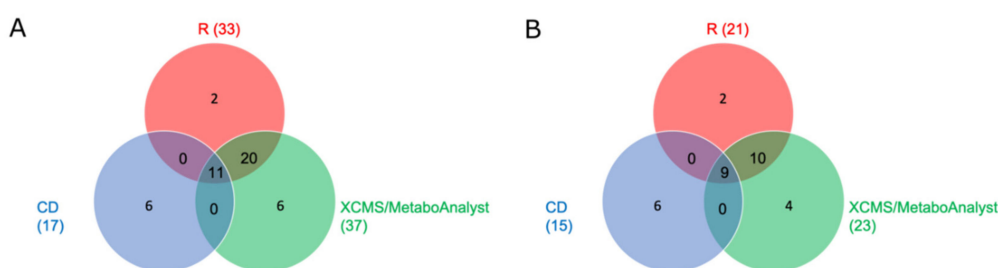 A
R (33)
2
0
11
20
6
0
6
CD
(17)
XCMS/MetaboAnalyst
(37)
B
R (21)
2
0
9
10
6
0
4
CD
(15)
XCMS/MetaboAnalyst
(23)